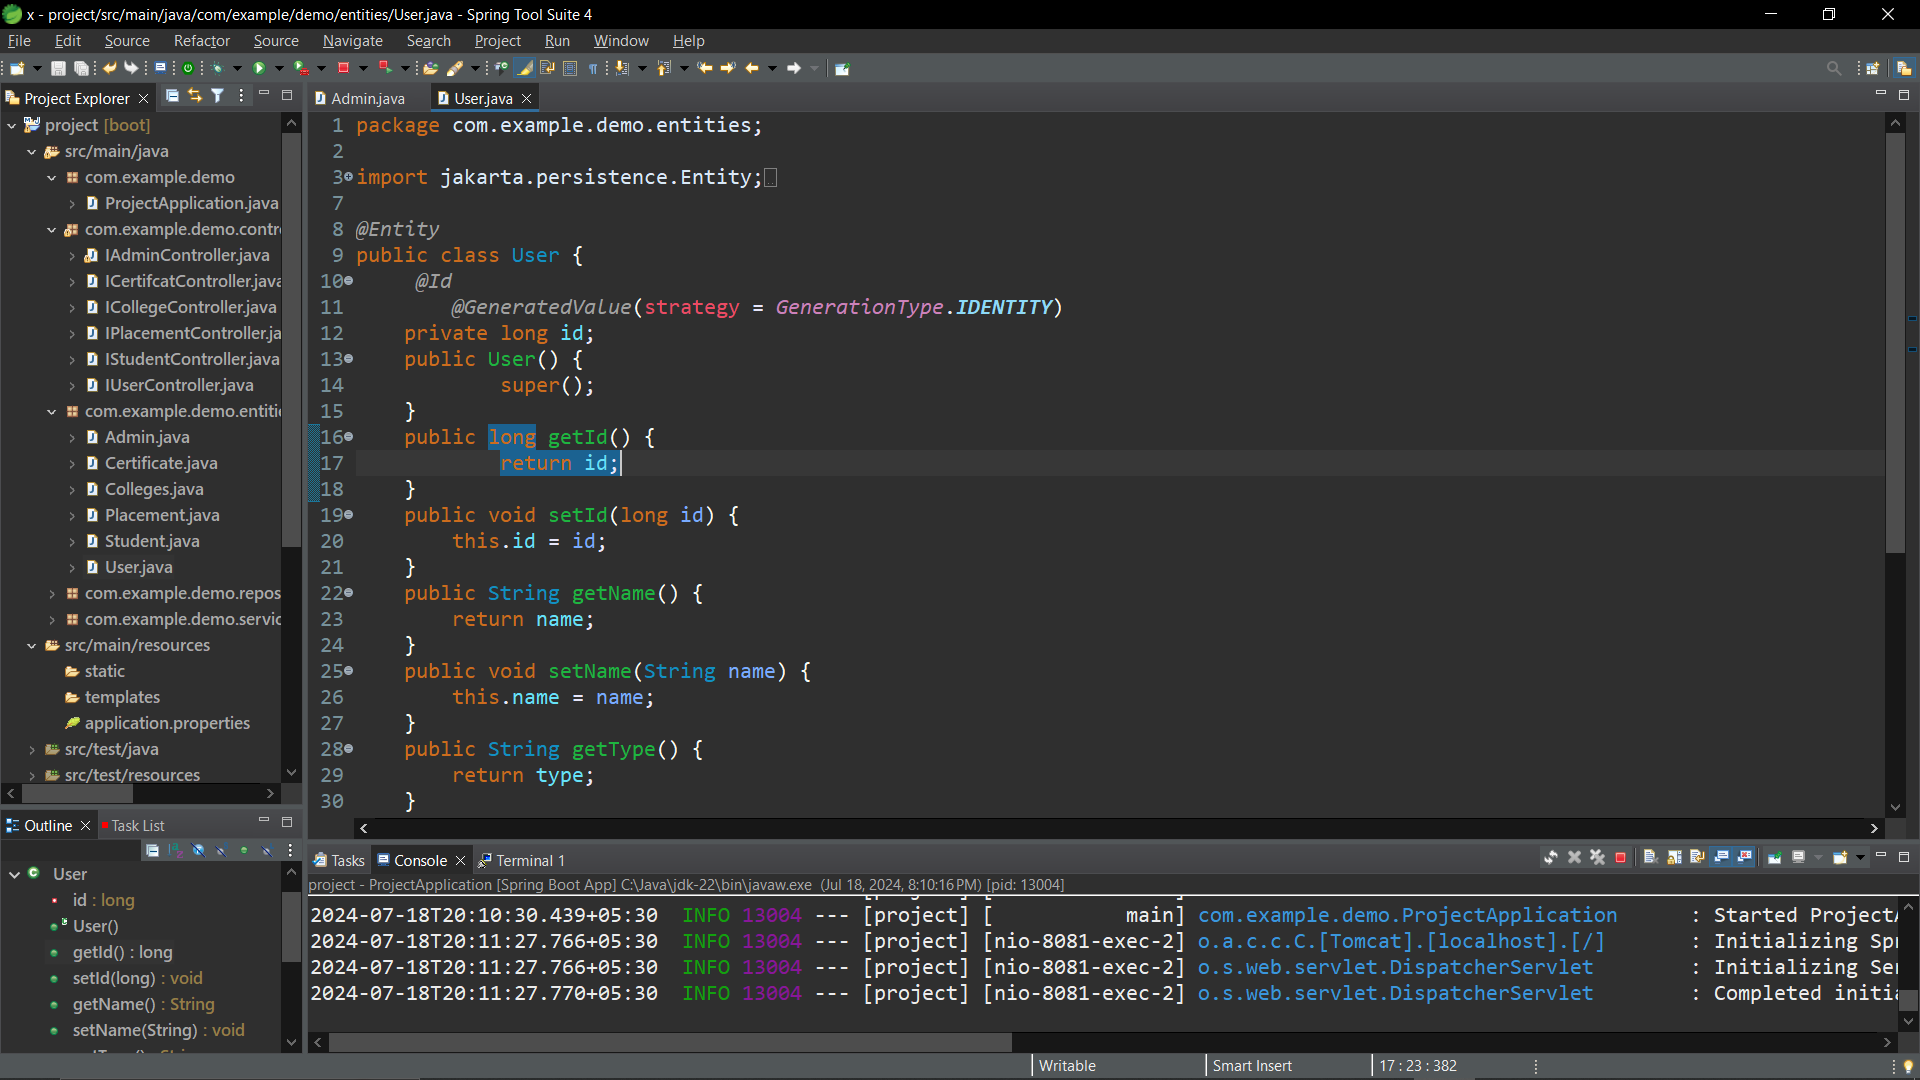 x - project/src/main/java/com/example/demo/entities/User.java - Spring Tool Suite 4
File Edit Source Refactor Source Navigate Search Project Run Window Help
Project Explorer
project [boot]
src/main/java
com.example.demo
ProjectApplication.java
com.example.demo.contr
IAdminController.java
ICertifcatController.java
ICollegeController.java
IPlacementController.ja
IStudentController.java
IUserController.java
com.example.demo.entitie
Admin.java
Certificate.java
Colleges.java
Placement.java
Student.java
User.java
com.example.demo.repos
com.example.demo.servic
src/main/resources
static
templates
application.properties
src/test/java
src/test/resources
Outline Task List
User
id : long
User()
getId() : long
setId(long) : void
getName() : String
setName(String) : void
Admin.java User.java
1 package com.example.demo.entities;
2
3 import jakarta.persistence.Entity;
7
8 @Entity
9 public class User {
10 @Id
11 @GeneratedValue(strategy = GenerationType.IDENTITY)
12 private long id;
13 public User() {
14 super();
15 }
16 public long getId() {
17 return id;
18 }
19 public void setId(long id) {
20 this.id = id;
21 }
22 public String getName() {
23 return name;
24 }
25 public void setName(String name) {
26 this.name = name;
27 }
28 public String getType() {
29 return type;
30 }
Tasks Console Terminal 1
project - ProjectApplication [Spring Boot App] C:\Java\jdk-22\bin\javaw.exe (Jul 18, 2024, 8:10:16 PM) [pid: 13004]
2024-07-18T20:10:30.439+05:30 INFO 13004 --- [project] [ main] com.example.demo.ProjectApplication : Started ProjectA
2024-07-18T20:11:27.766+05:30 INFO 13004 --- [project] [nio-8081-exec-2] o.a.c.c.C.[Tomcat].[localhost].[/] : Initializing Spr
2024-07-18T20:11:27.766+05:30 INFO 13004 --- [project] [nio-8081-exec-2] o.s.web.servlet.DispatcherServlet : Initializing Ser
2024-07-18T20:11:27.770+05:30 INFO 13004 --- [project] [nio-8081-exec-2] o.s.web.servlet.DispatcherServlet : Completed initia
Writable Smart Insert 17 : 23 : 382